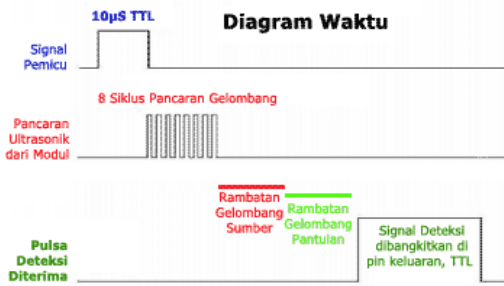 10µS TTL
Diagram Waktu
Signal
Pemicu
8 Siklus Pancaran Gelombang
Pancaran
Ultrasonik
dari Modul
Rambatan
Gelombang
Sumber
Rambatan
Gelombang
Pantulan
Signal Deteksi
dibangkitkan di
pin keluaran, TTL
Pulsa
Deteksi
Diterima